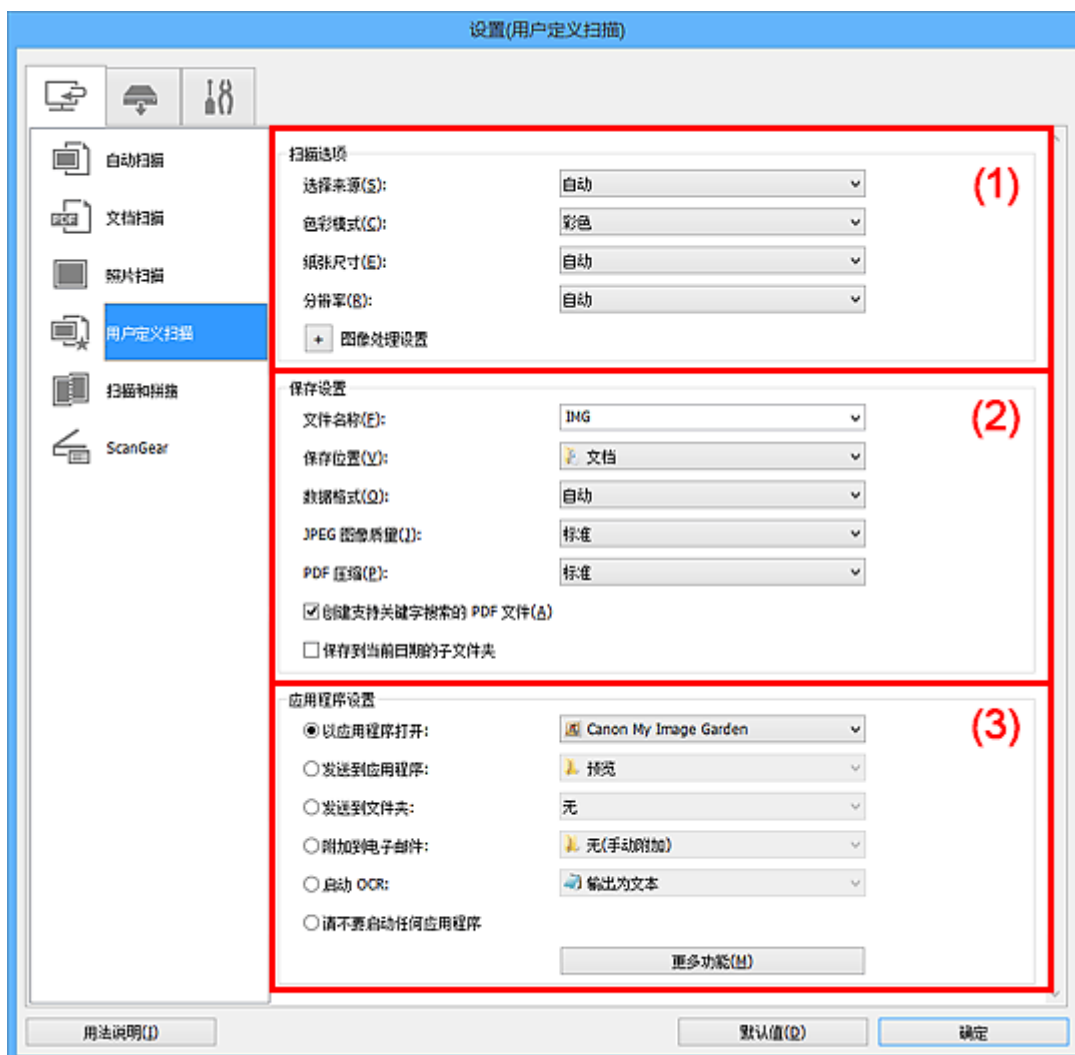 设置(用户定义扫描)
自动扫描
文档扫描
照片扫描
用户定义扫描
扫描和拼接
ScanGear
扫描选项
(1)
选择来源(S): 自动
色彩模式(C): 彩色
纸张尺寸(E): 自动
分辨率(R): 自动
+ 图像处理设置
保存设置
(2)
文件名称(F): IMG
保存位置(V): 文档
数据格式(O): 自动
JPEG 图像质量(J): 标准
PDF 压缩(P): 标准
创建支持关键字搜索的 PDF 文件(A)
保存到当前日期的子文件夹
应用程序设置
(3)
以应用程序打开: Canon My Image Garden
发送到应用程序: 预览
发送到文件夹: 无
附加到电子邮件: 无(手动附加)
启动 OCR: 输出为文本
请不要启动任何应用程序
更多功能(M)
用法说明(I)
默认值(D)
确定